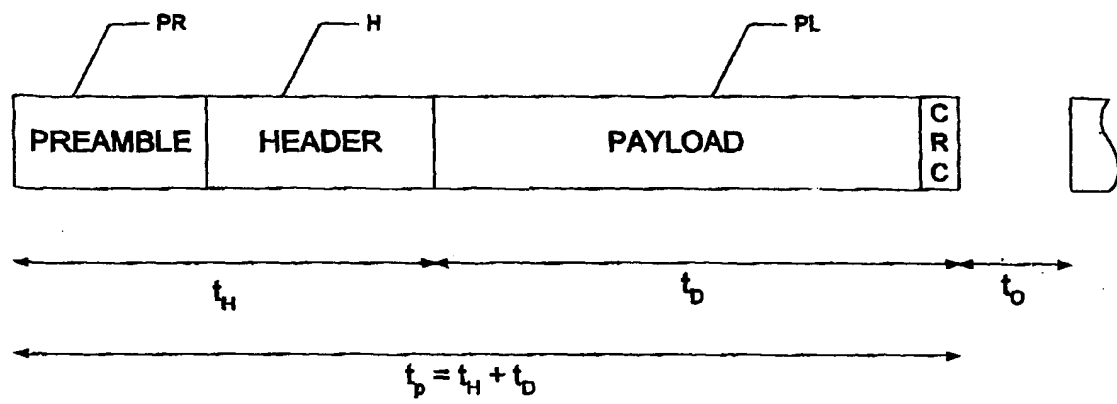 PR
H
PL
PREAMBLE
HEADER
PAYLOAD
C
R
C
t_H
t_D
t_O
t_p = t_H + t_D